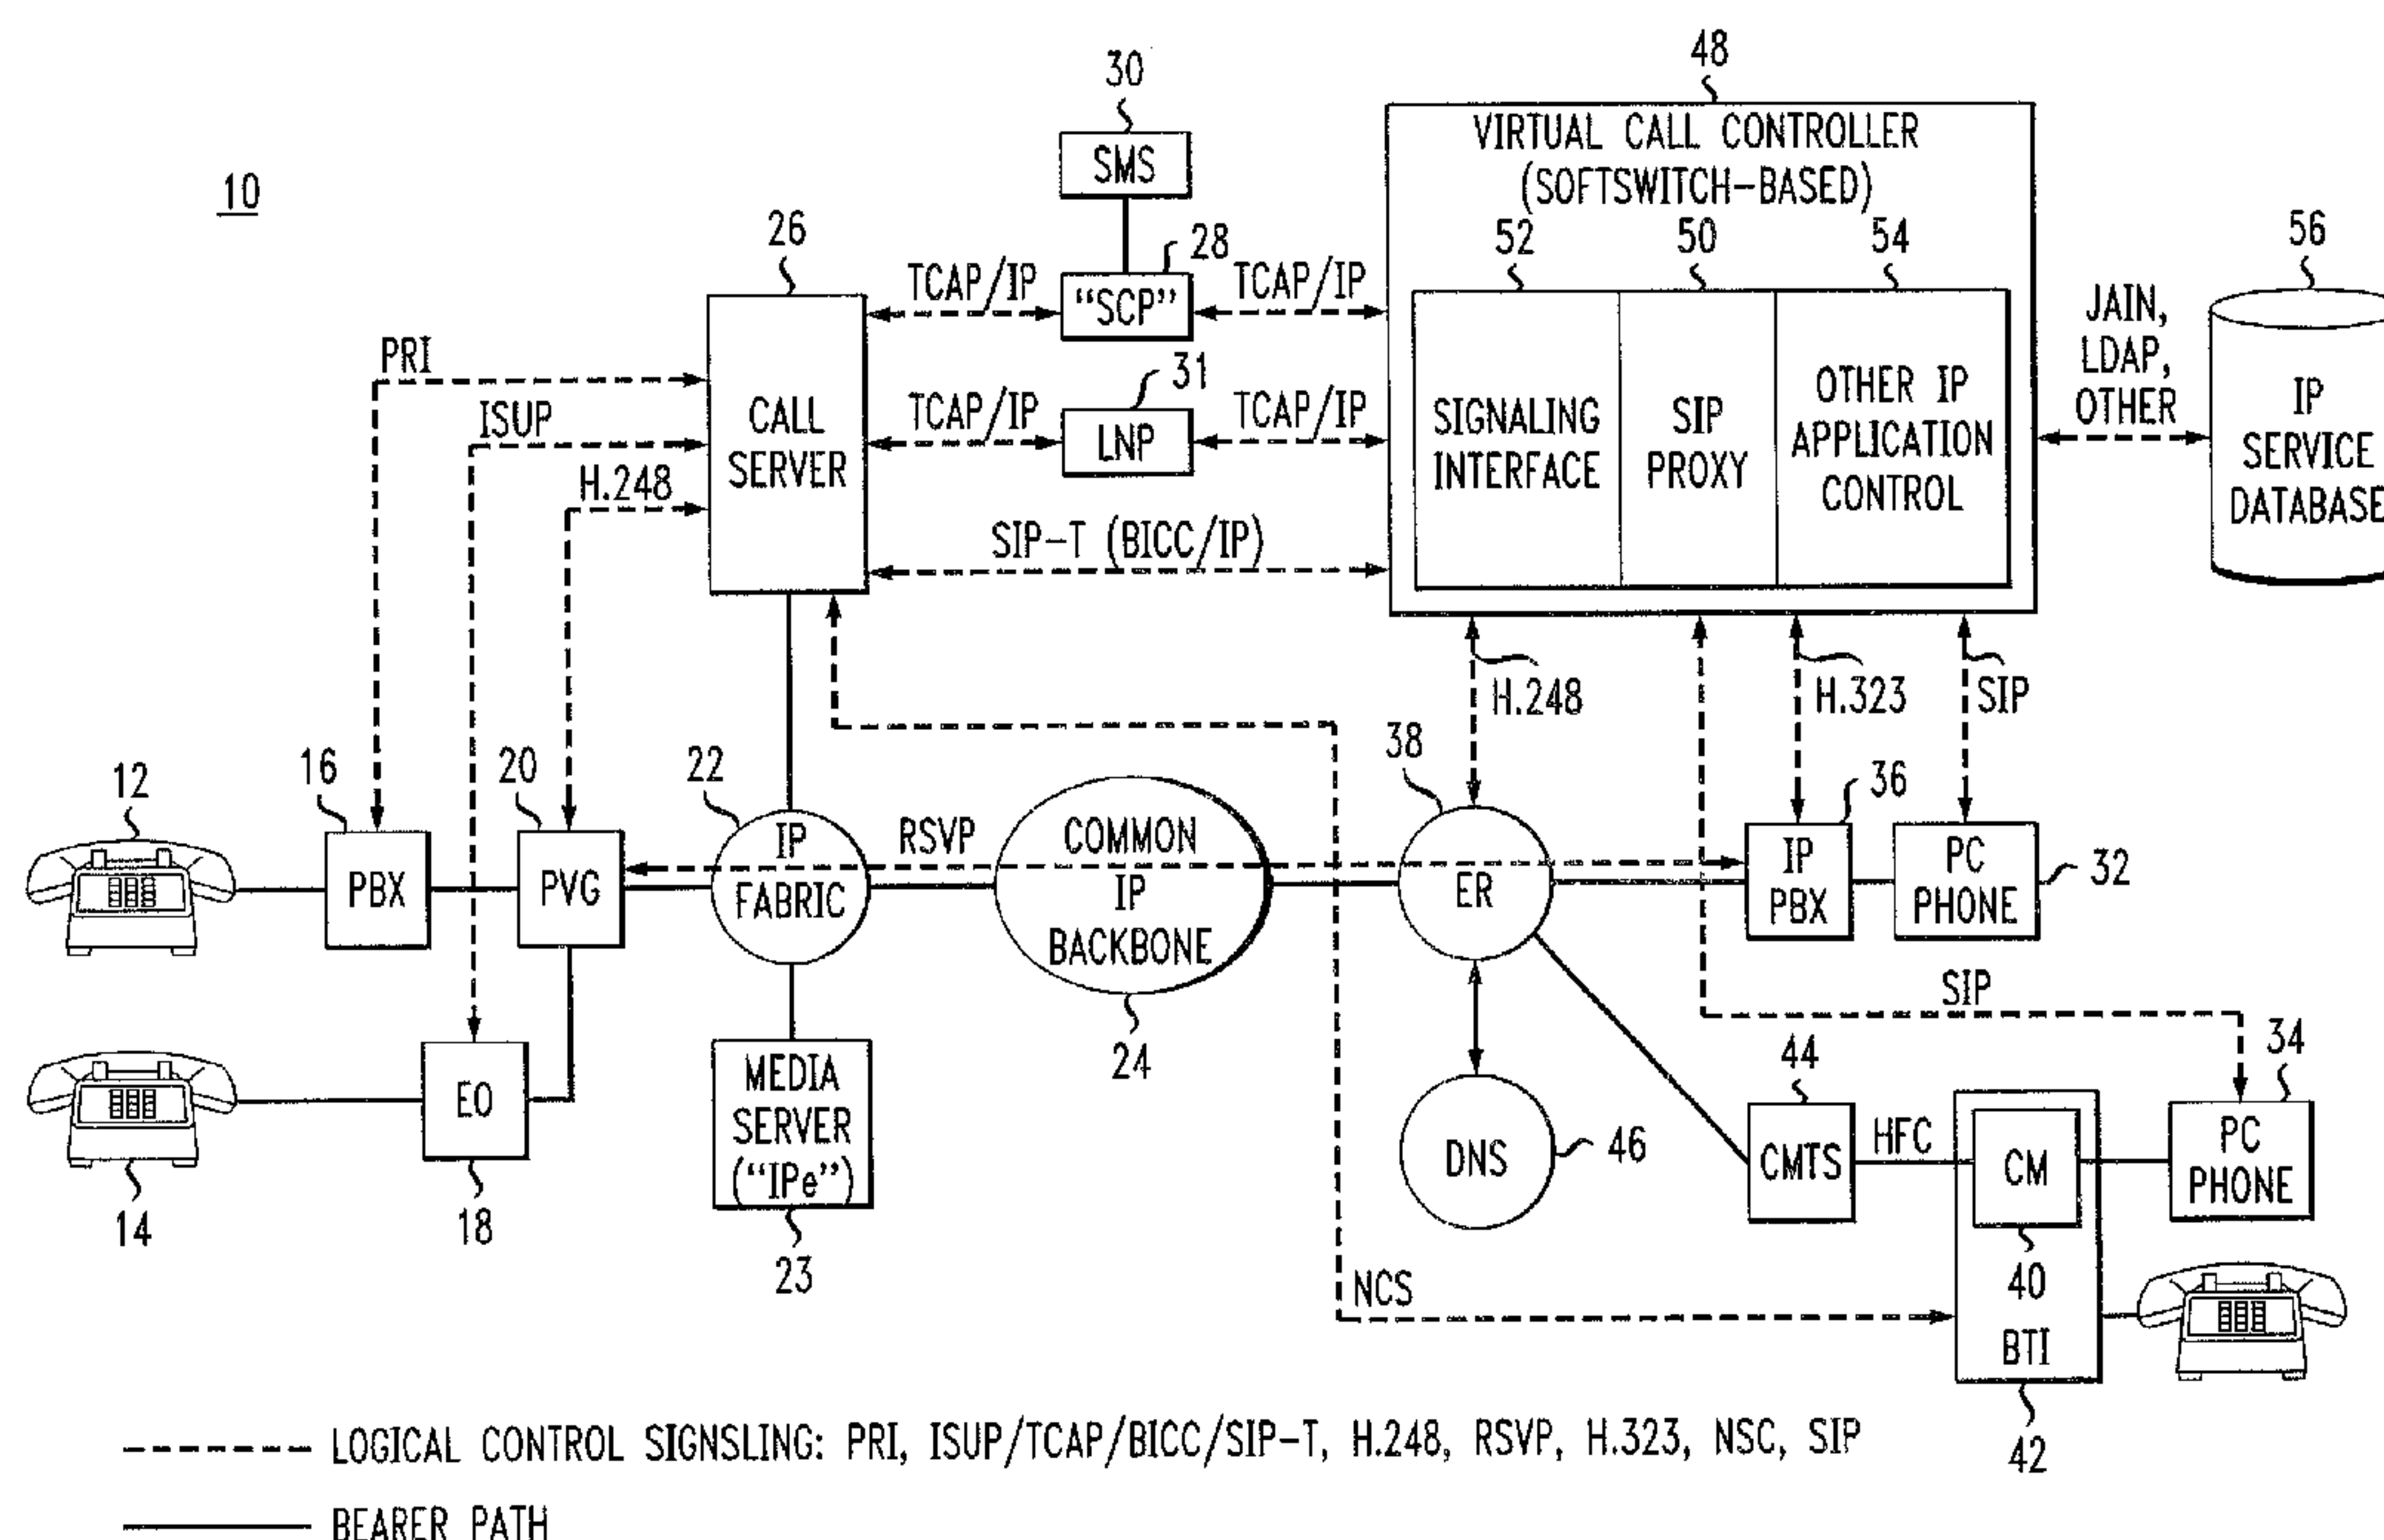 48
30
VIRTUAL CALL CONTROLLER
(SOFTSWITCH-BASED)
SMS
10
26
28
52
50
54
56
TCAP/IP
"SCP"
TCAP/IP
JAIN,
LDAP,
OTHER
PRI
31
ISUP
CALL
SERVER
TCAP/IP
LNP
TCAP/IP
SIGNALING
INTERFACE
SIP
PROXY
OTHER IP
APPLICATION
CONTROL
IP
SERVICE
DATABASE
H.248
SIP-T (BICC/IP)
H.248
H.323
SIP
12
16
20
22
38
36
IP
FABRIC
RSVP
COMMON
IP
BACKBONE
PBX
PVG
ER
IP
PBX
PC
PHONE
32
SIP
24
44
34
EO
MEDIA
SERVER
("IPe")
DNS
46
CMTS
HFC
CM
PC
PHONE
14
18
23
40
NCS
BTI
42
LOGICAL CONTROL SIGNSLING: PRI, ISUP/TCAP/BICC/SIP-T, H.248, RSVP, H.323, NSC, SIP
BEARER PATH